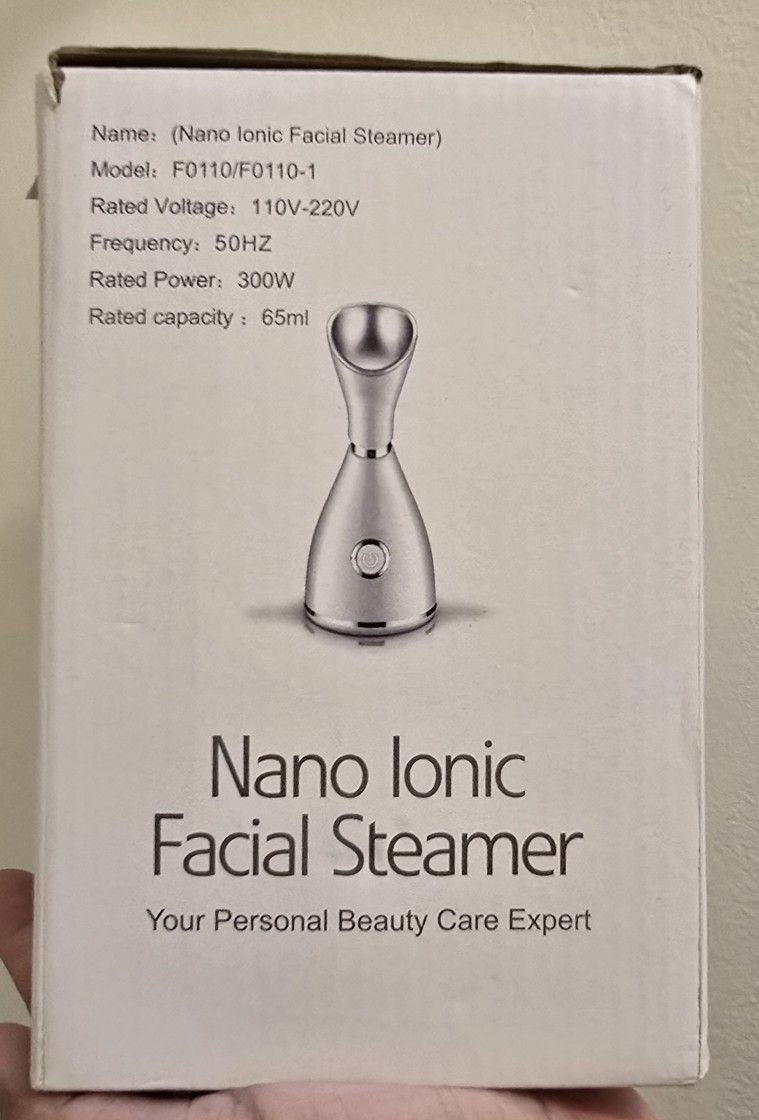 Name: (Nano Ionic Facial Steamer)
Model: F0110/F0110-1
Rated Voltage: 110V-220V
Frequency: 50HZ
Rated Power: 300W
Rated capacity : 65ml
Nano Ionic
Facial Steamer
Your Personal Beauty Care Expert